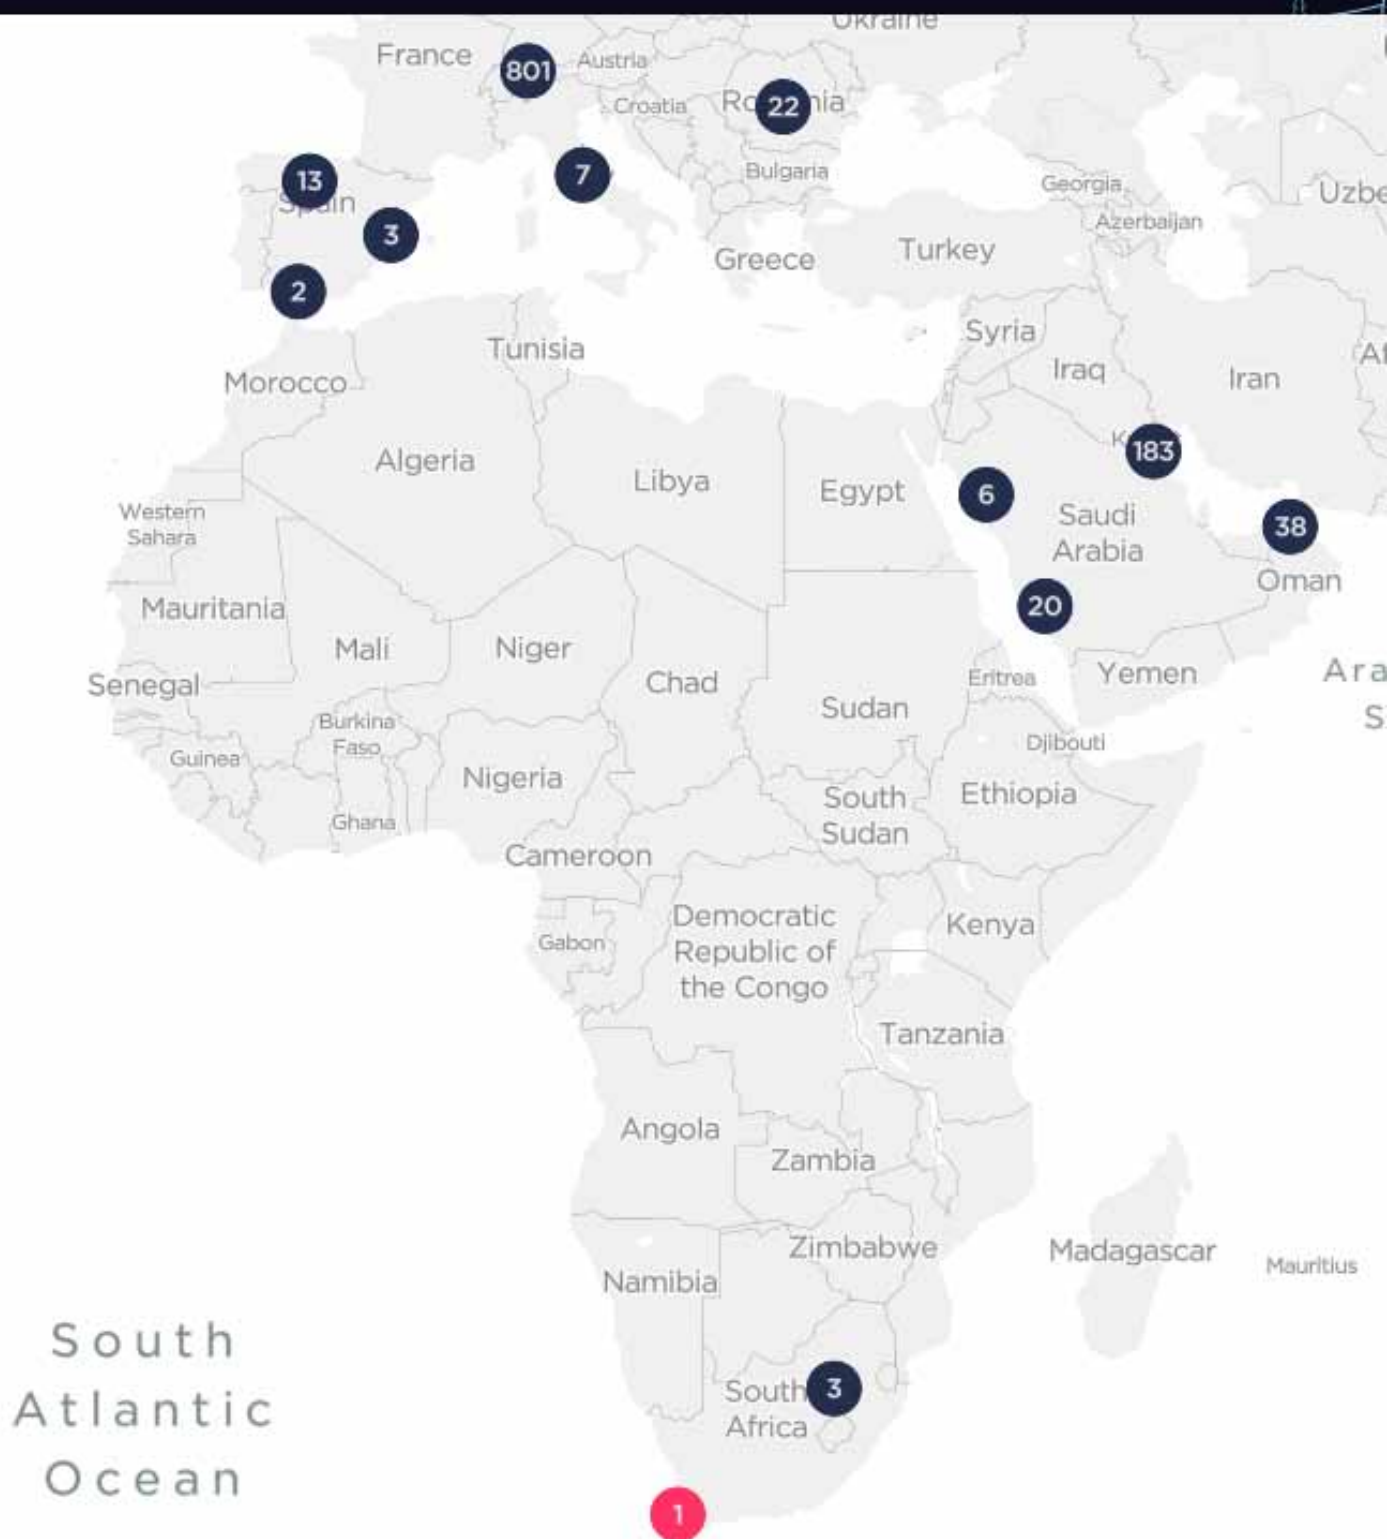 Ukraine
France
801
Austria
Croatia
22
13
7
Bulgaria
Georgia
Uzbe
Spain
3
Azerbaijan
Greece
Turkey
2
Syria
Tunisia
Iraq
Iran
Af
Morocco
183
Algeria
Libya
Egypt
6
Saudi
Arabia
38
Western
Sahara
Oman
20
Mauritania
Mali
Niger
Chad
Eritrea
Yemen
Ara
S
Senegal
Sudan
Burkina
Faso
Djibouti
Guinea
Nigeria
Ethiopia
South
Sudan
Ghana
Cameroon
Democratic
Republic of
the Congo
Kenya
Gabon
Tanzania
Angola
Zambia
Zimbabwe
Madagascar
Mauritius
Namibia
South
Atlantic
Ocean
South
Africa
3
1